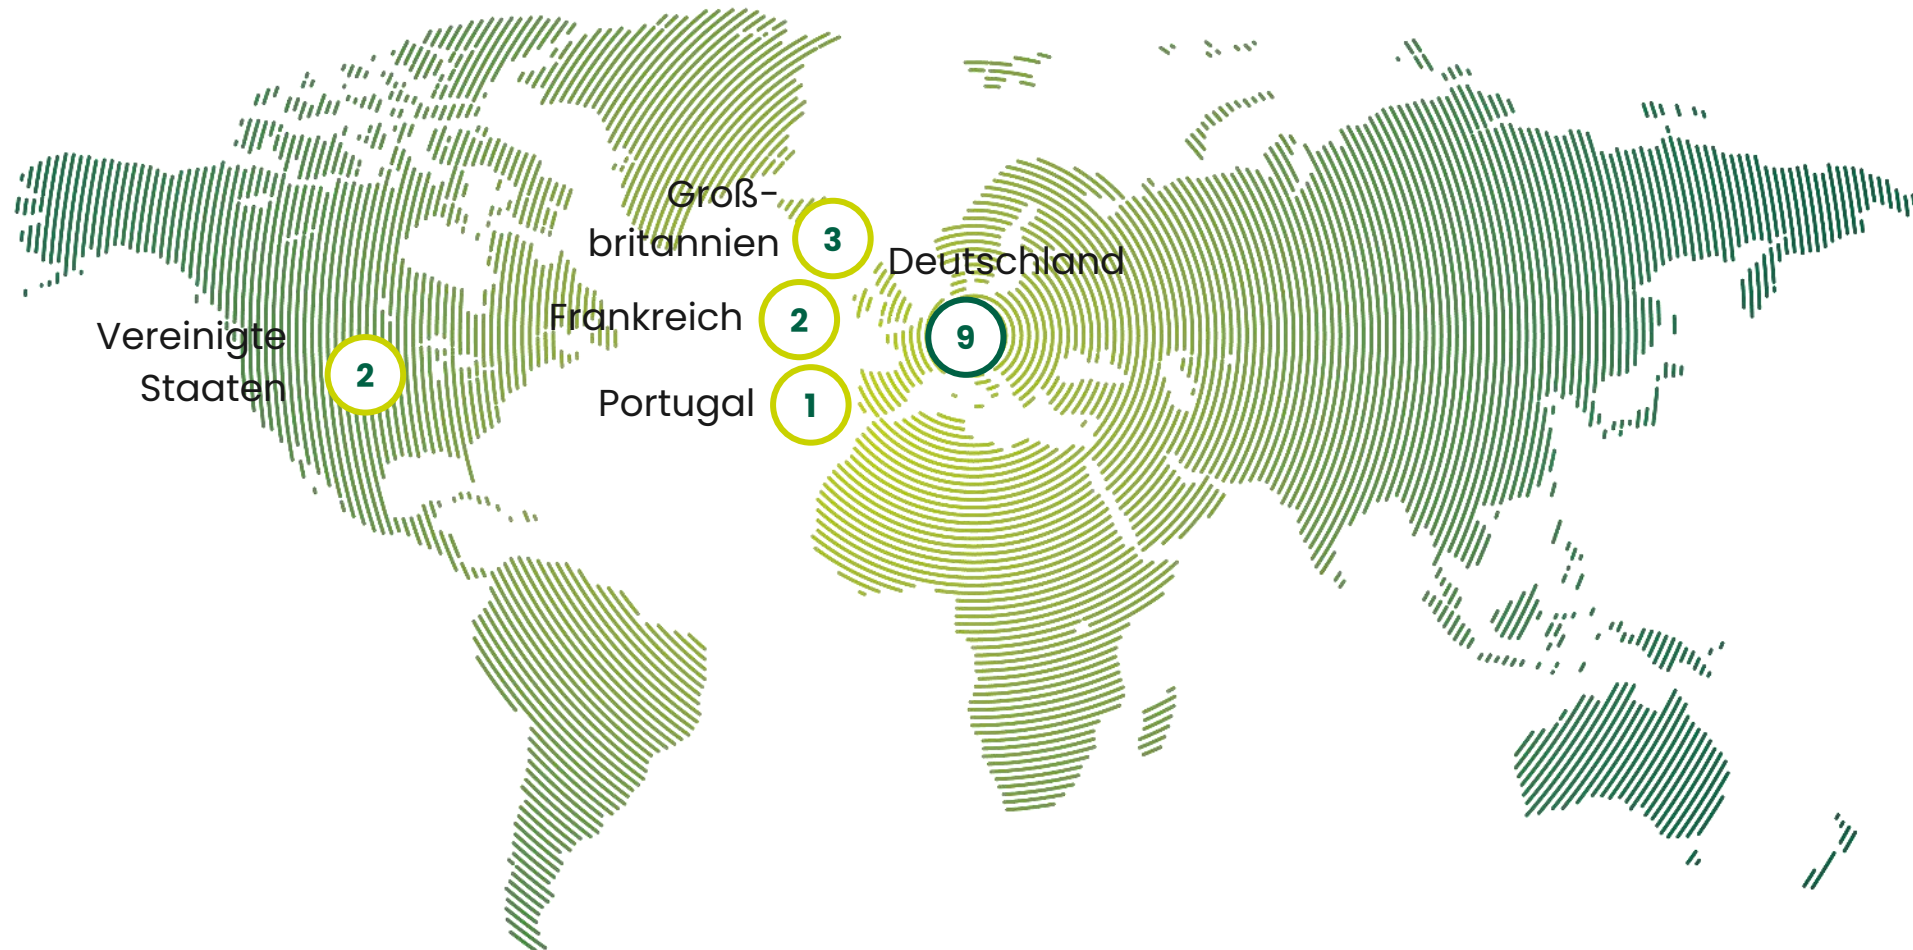 Groß-
britannien
3
Deutschland
9
Frankreich
2
Vereinigte
Staaten
2
Portugal
1